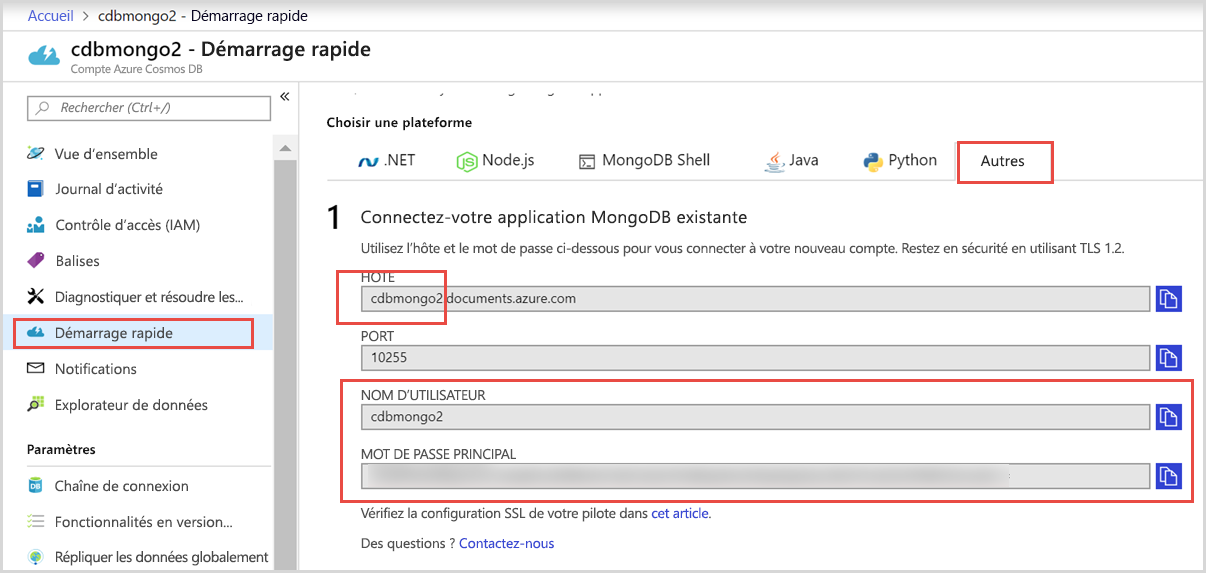 Accueil > cdbmongo2 - Démarrage rapide
cdbmongo2 - Démarrage rapide
Compte Azure Cosmos DB
Rechercher (Ctrl+/)
«
Vue d'ensemble
Journal d'activité
Contrôle d'accès (IAM)
Balises
Diagnostiquer et résoudre les...
Démarrage rapide
Notifications
Explorateur de données
Paramètres
Chaîne de connexion
Fonctionnalités en version...
Répliquer les données globalement
Choisir une plateforme
.NET Node.js MongoDB Shell Java Python Autres
1 Connectez-votre application MongoDB existante
Utilisez l'hôte et le mot de passe ci-dessous pour vous connecter à votre nouveau compte. Restez en sécurité en utilisant TLS 1.2.
HÔTE
cdbmongo2.documents.azure.com
PORT
10255
NOM D'UTILISATEUR
cdbmongo2
MOT DE PASSE PRINCIPAL
Vérifiez la configuration SSL de votre pilote dans cet article.
Des questions ? Contactez-nous